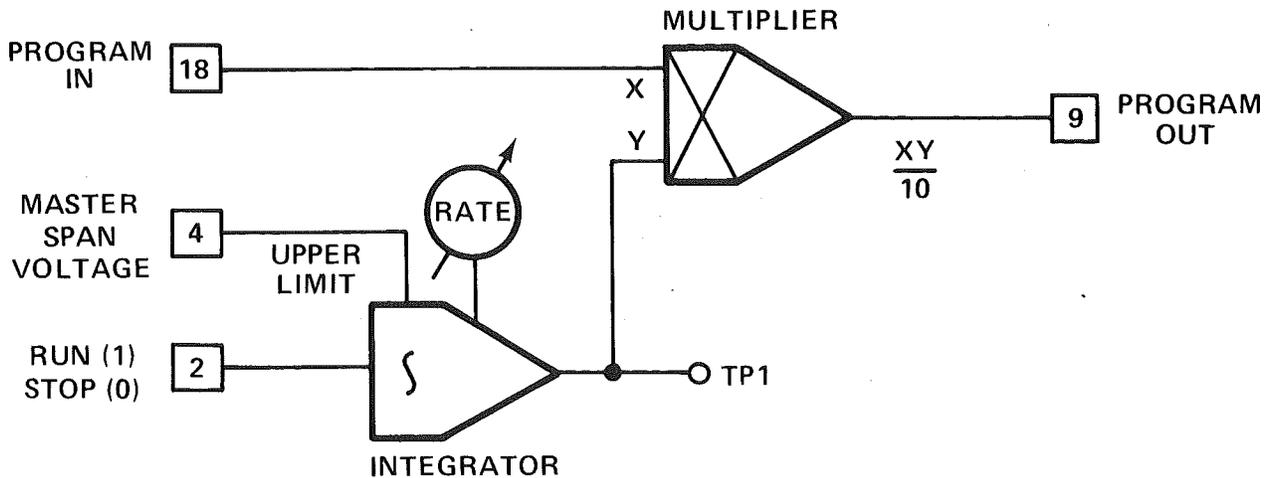 MULTIPLIER
PROGRAM
IN
18
X
Y
9
PROGRAM
OUT
XY
10
RATE
MASTER
SPAN
VOLTAGE
4
UPPER
LIMIT
RUN (1)
STOP (0)
2
∫
TP1
INTEGRATOR